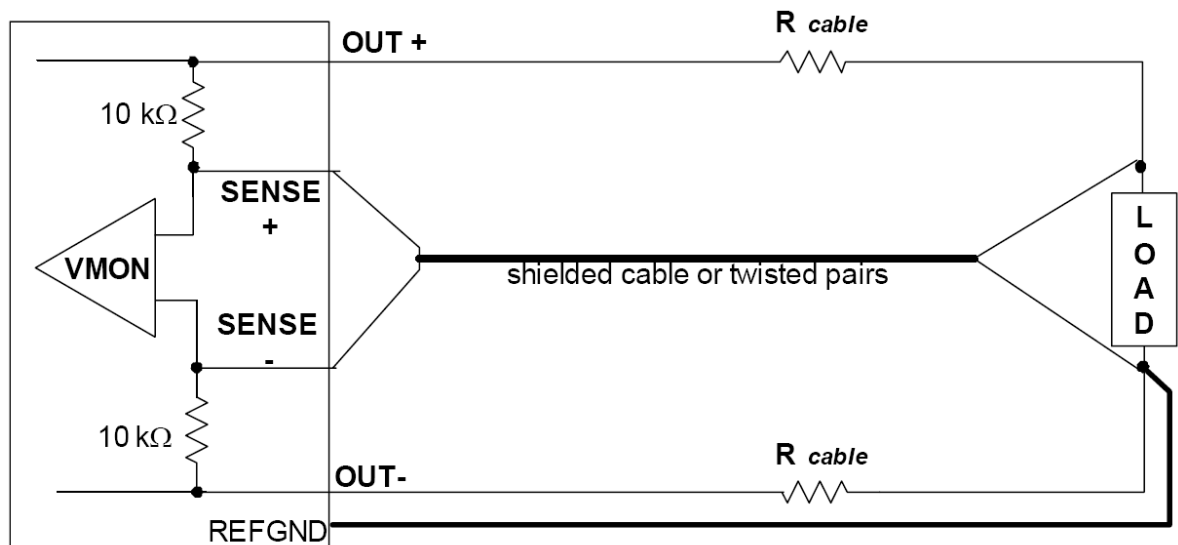 R cable
OUT +
10 kΩ
SENSE
+
VMON
shielded cable or twisted pairs
L
O
A
D
SENSE
-
10 kΩ
R cable
OUT-
REFGND